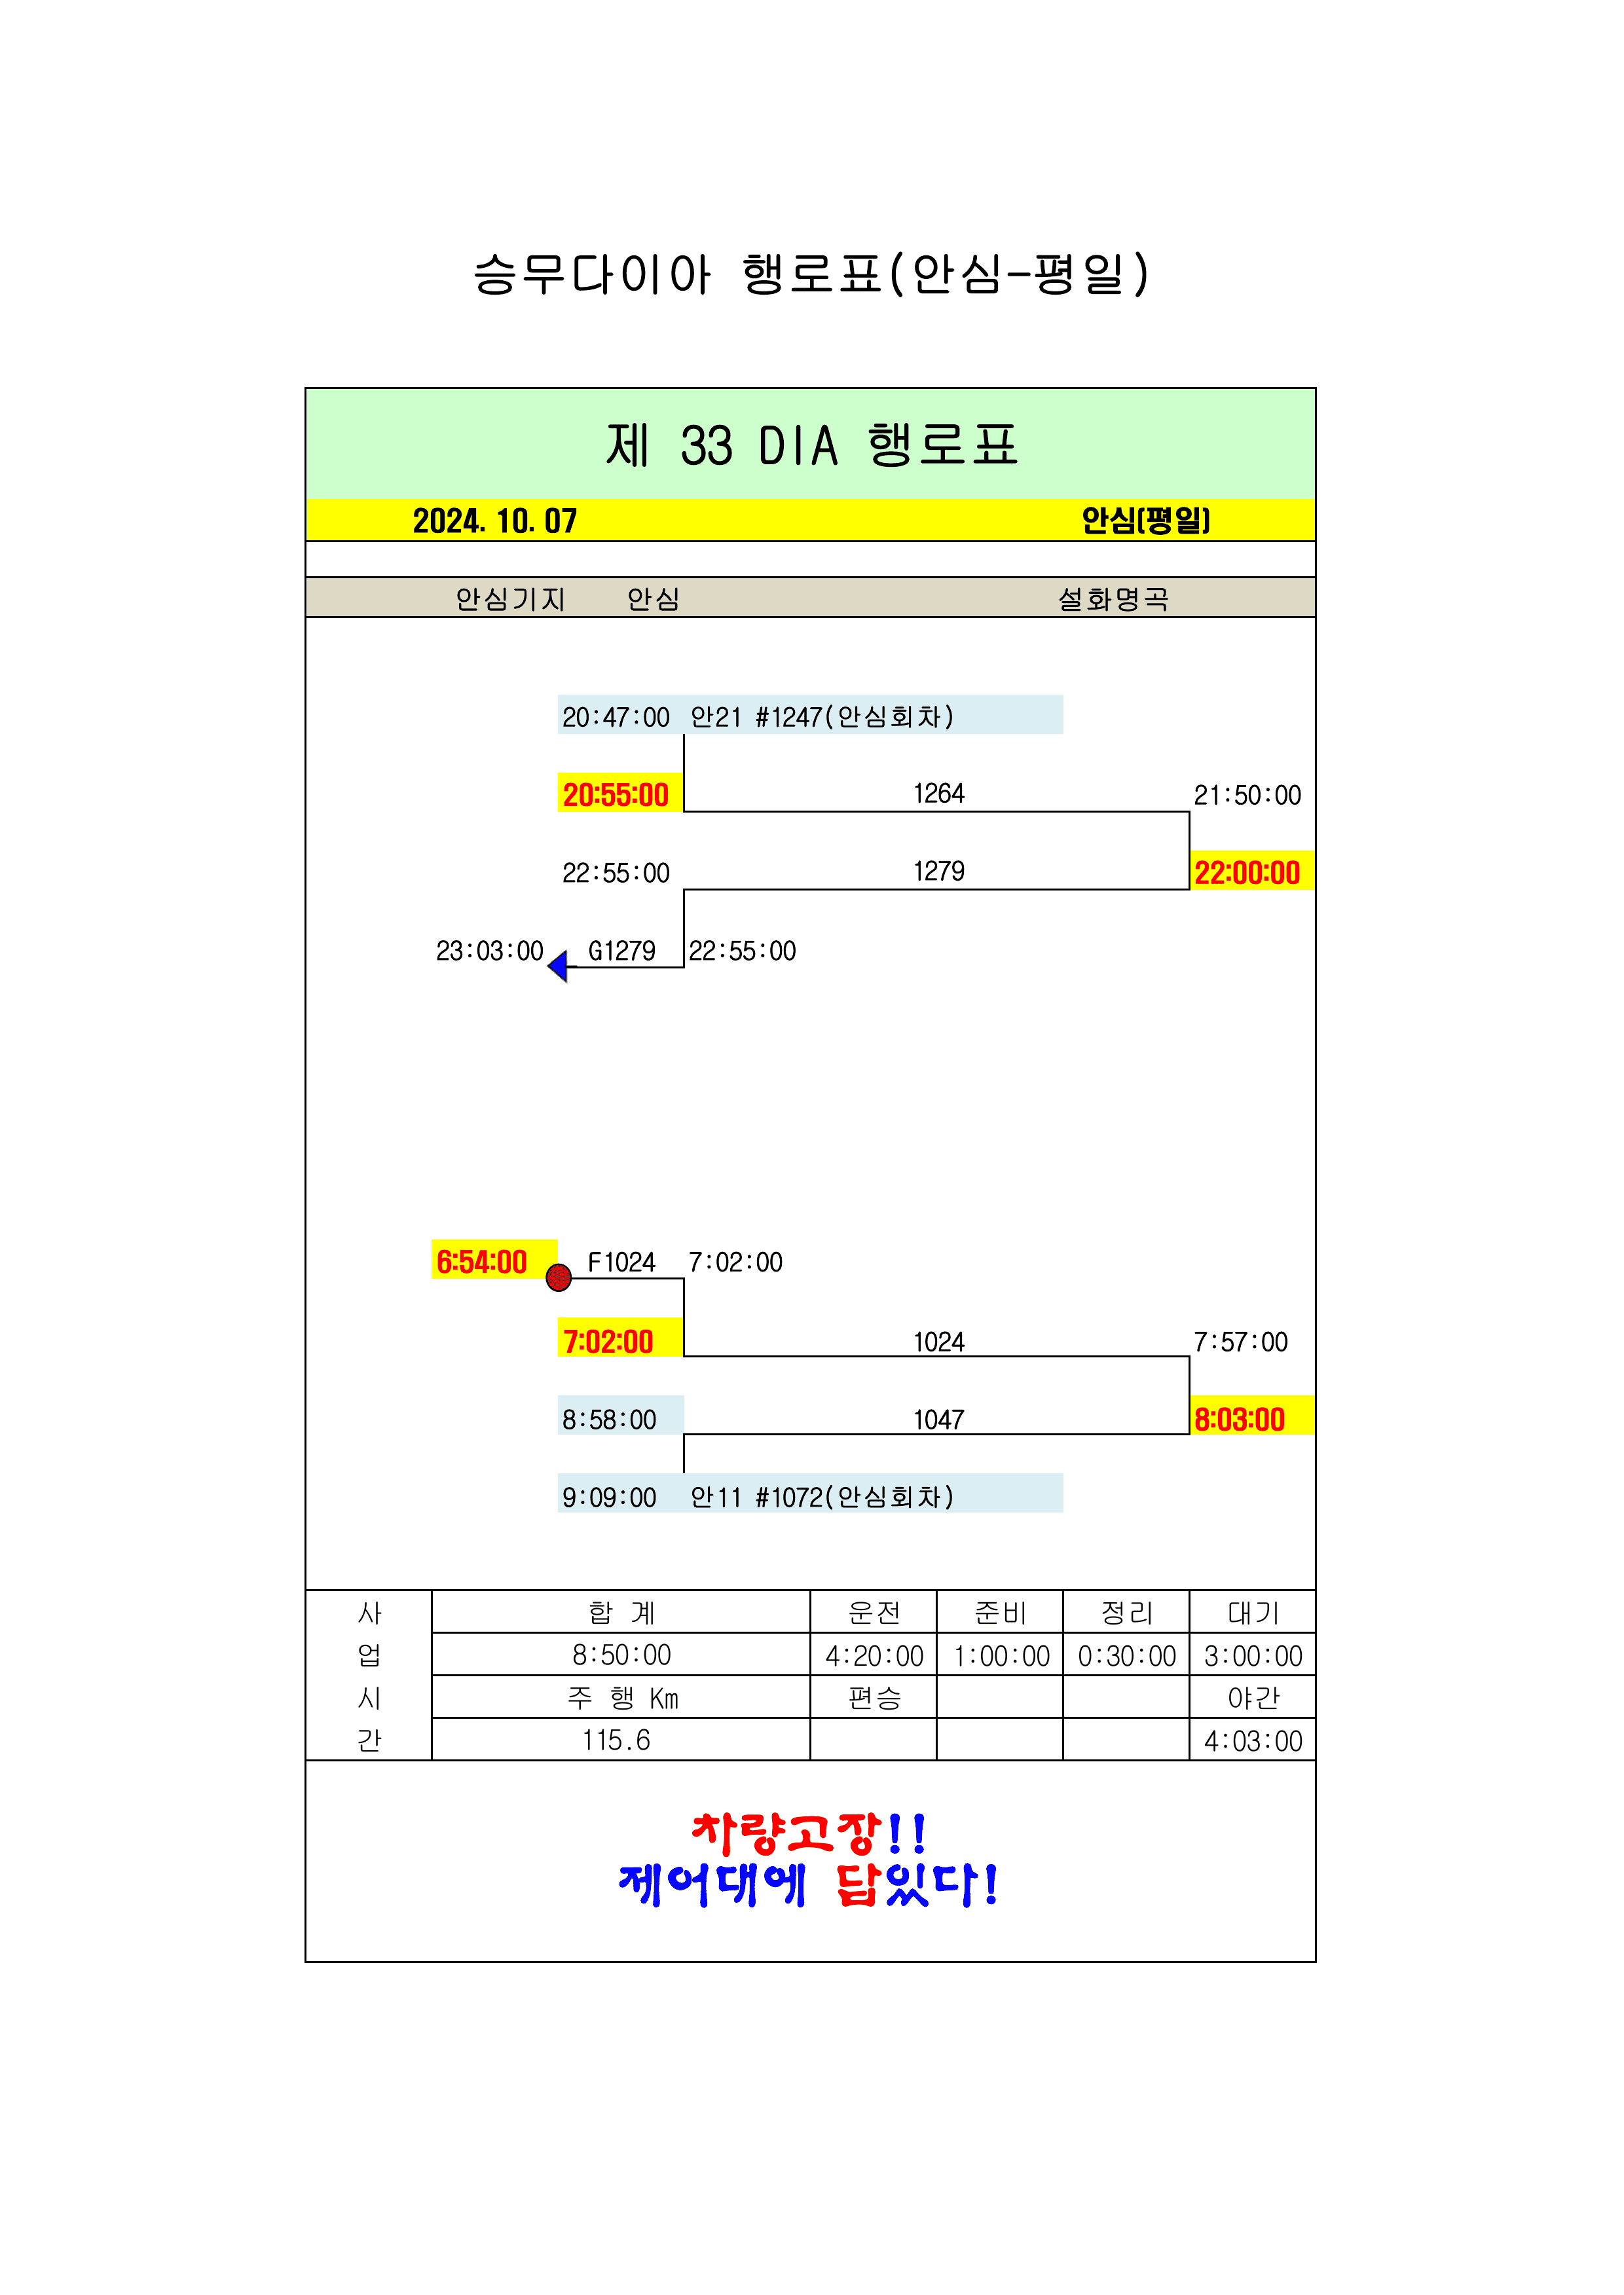 승무다이아 행로표(안심-평일)
제 33 DIA 행로표
2024. 10. 07 안심(평일)
안심기지 안심 설화명곡
20:47:00 안21 #1247(안심회차)
20:55:00 1264 21:50:00
22:55:00 1279 22:00:00
23:03:00 G1279 22:55:00
6:54:00 F1024 7:02:00
7:02:00 1024 7:57:00
8:58:00 1047 8:03:00
9:09:00 안11 #1072(안심회차)
사 합 계 운전 준비 정리 대기
업 8:50:00 4:20:00 1:00:00 0:30:00 3:00:00
시 주 행 Km 편승 야간
간 115.6 4:03:00
차량고장!!
제어대에 답있다!